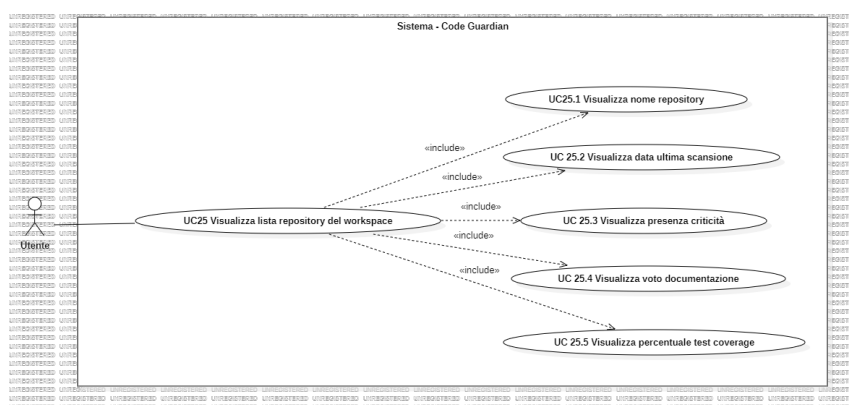 Sistema - Code Guardian
UC25.1 Visualizza nome repository
«include»
UC 25.2 Visualizza data ultima scansione
«include»
Utente
UC25 Visualizza lista repository del workspace
«include»
UC 25.3 Visualizza presenza criticità
«include»
UC 25.4 Visualizza voto documentazione
«include»
UC 25.5 Visualizza percentuale test coverage
UNREGISTERED